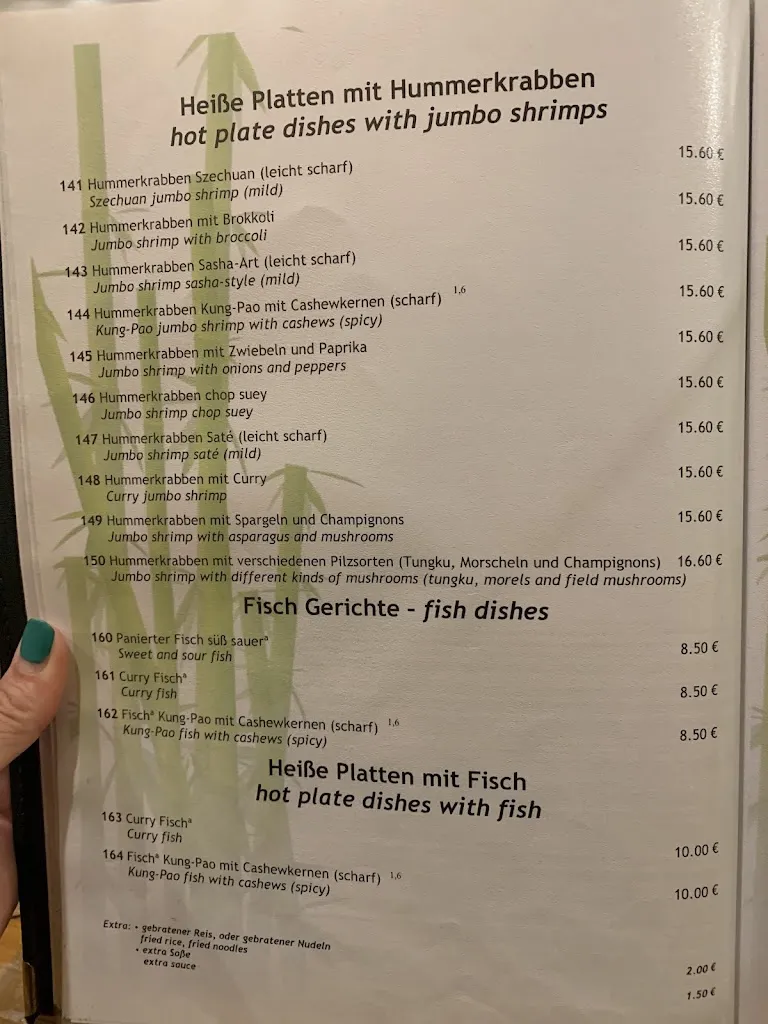 Heiße Platten mit Hummerkrabben
hot plate dishes with jumbo shrimps
141 Hummerkrabben Szechuan (leicht scharf) 15.60 €
Szechuan jumbo shrimp (mild)
142 Hummerkrabben mit Brokkoli 15.60 €
Jumbo shrimp with broccoli
143 Hummerkrabben Sasha-Art (leicht scharf) 15.60 €
Jumbo shrimp sasha-style (mild)
144 Hummerkrabben Kung-Pao mit Cashewkernen (scharf) 1,6 15.60 €
Kung-Pao jumbo shrimp with cashews (spicy)
145 Hummerkrabben mit Zwiebeln und Paprika 15.60 €
Jumbo shrimp with onions and peppers
146 Hummerkrabben chop suey 15.60 €
Jumbo shrimp chop suey
147 Hummerkrabben Saté (leicht scharf) 15.60 €
Jumbo shrimp saté (mild)
148 Hummerkrabben mit Curry 15.60 €
Curry jumbo shrimp
149 Hummerkrabben mit Spargeln und Champignons 15.60 €
Jumbo shrimp with asparagus and mushrooms
150 Hummerkrabben mit verschiedenen Pilzsorten (Tungku, Morscheln und Champignons) 16.60 €
Jumbo shrimp with different kinds of mushrooms (tungku, morels and field mushrooms)
Fisch Gerichte - fish dishes
160 Panierter Fisch süß sauerª 8.50 €
Sweet and sour fish
161 Curry Fischª 8.50 €
Curry fish
162 Fischª Kung-Pao mit Cashewkernen (scharf) 1,6 8.50 €
Kung-Pao fish with cashews (spicy)
Heiße Platten mit Fisch
hot plate dishes with fish
163 Curry Fischª 10.00 €
Curry fish
164 Fischª Kung-Pao mit Cashewkernen (scharf) 1,6 10.00 €
Kung-Pao fish with cashews (spicy)
Extra: • gebratener Reis, oder gebratener Nudeln 2.00 €
fried rice, fried noodles
• extra Soße 1.50 €
extra sauce